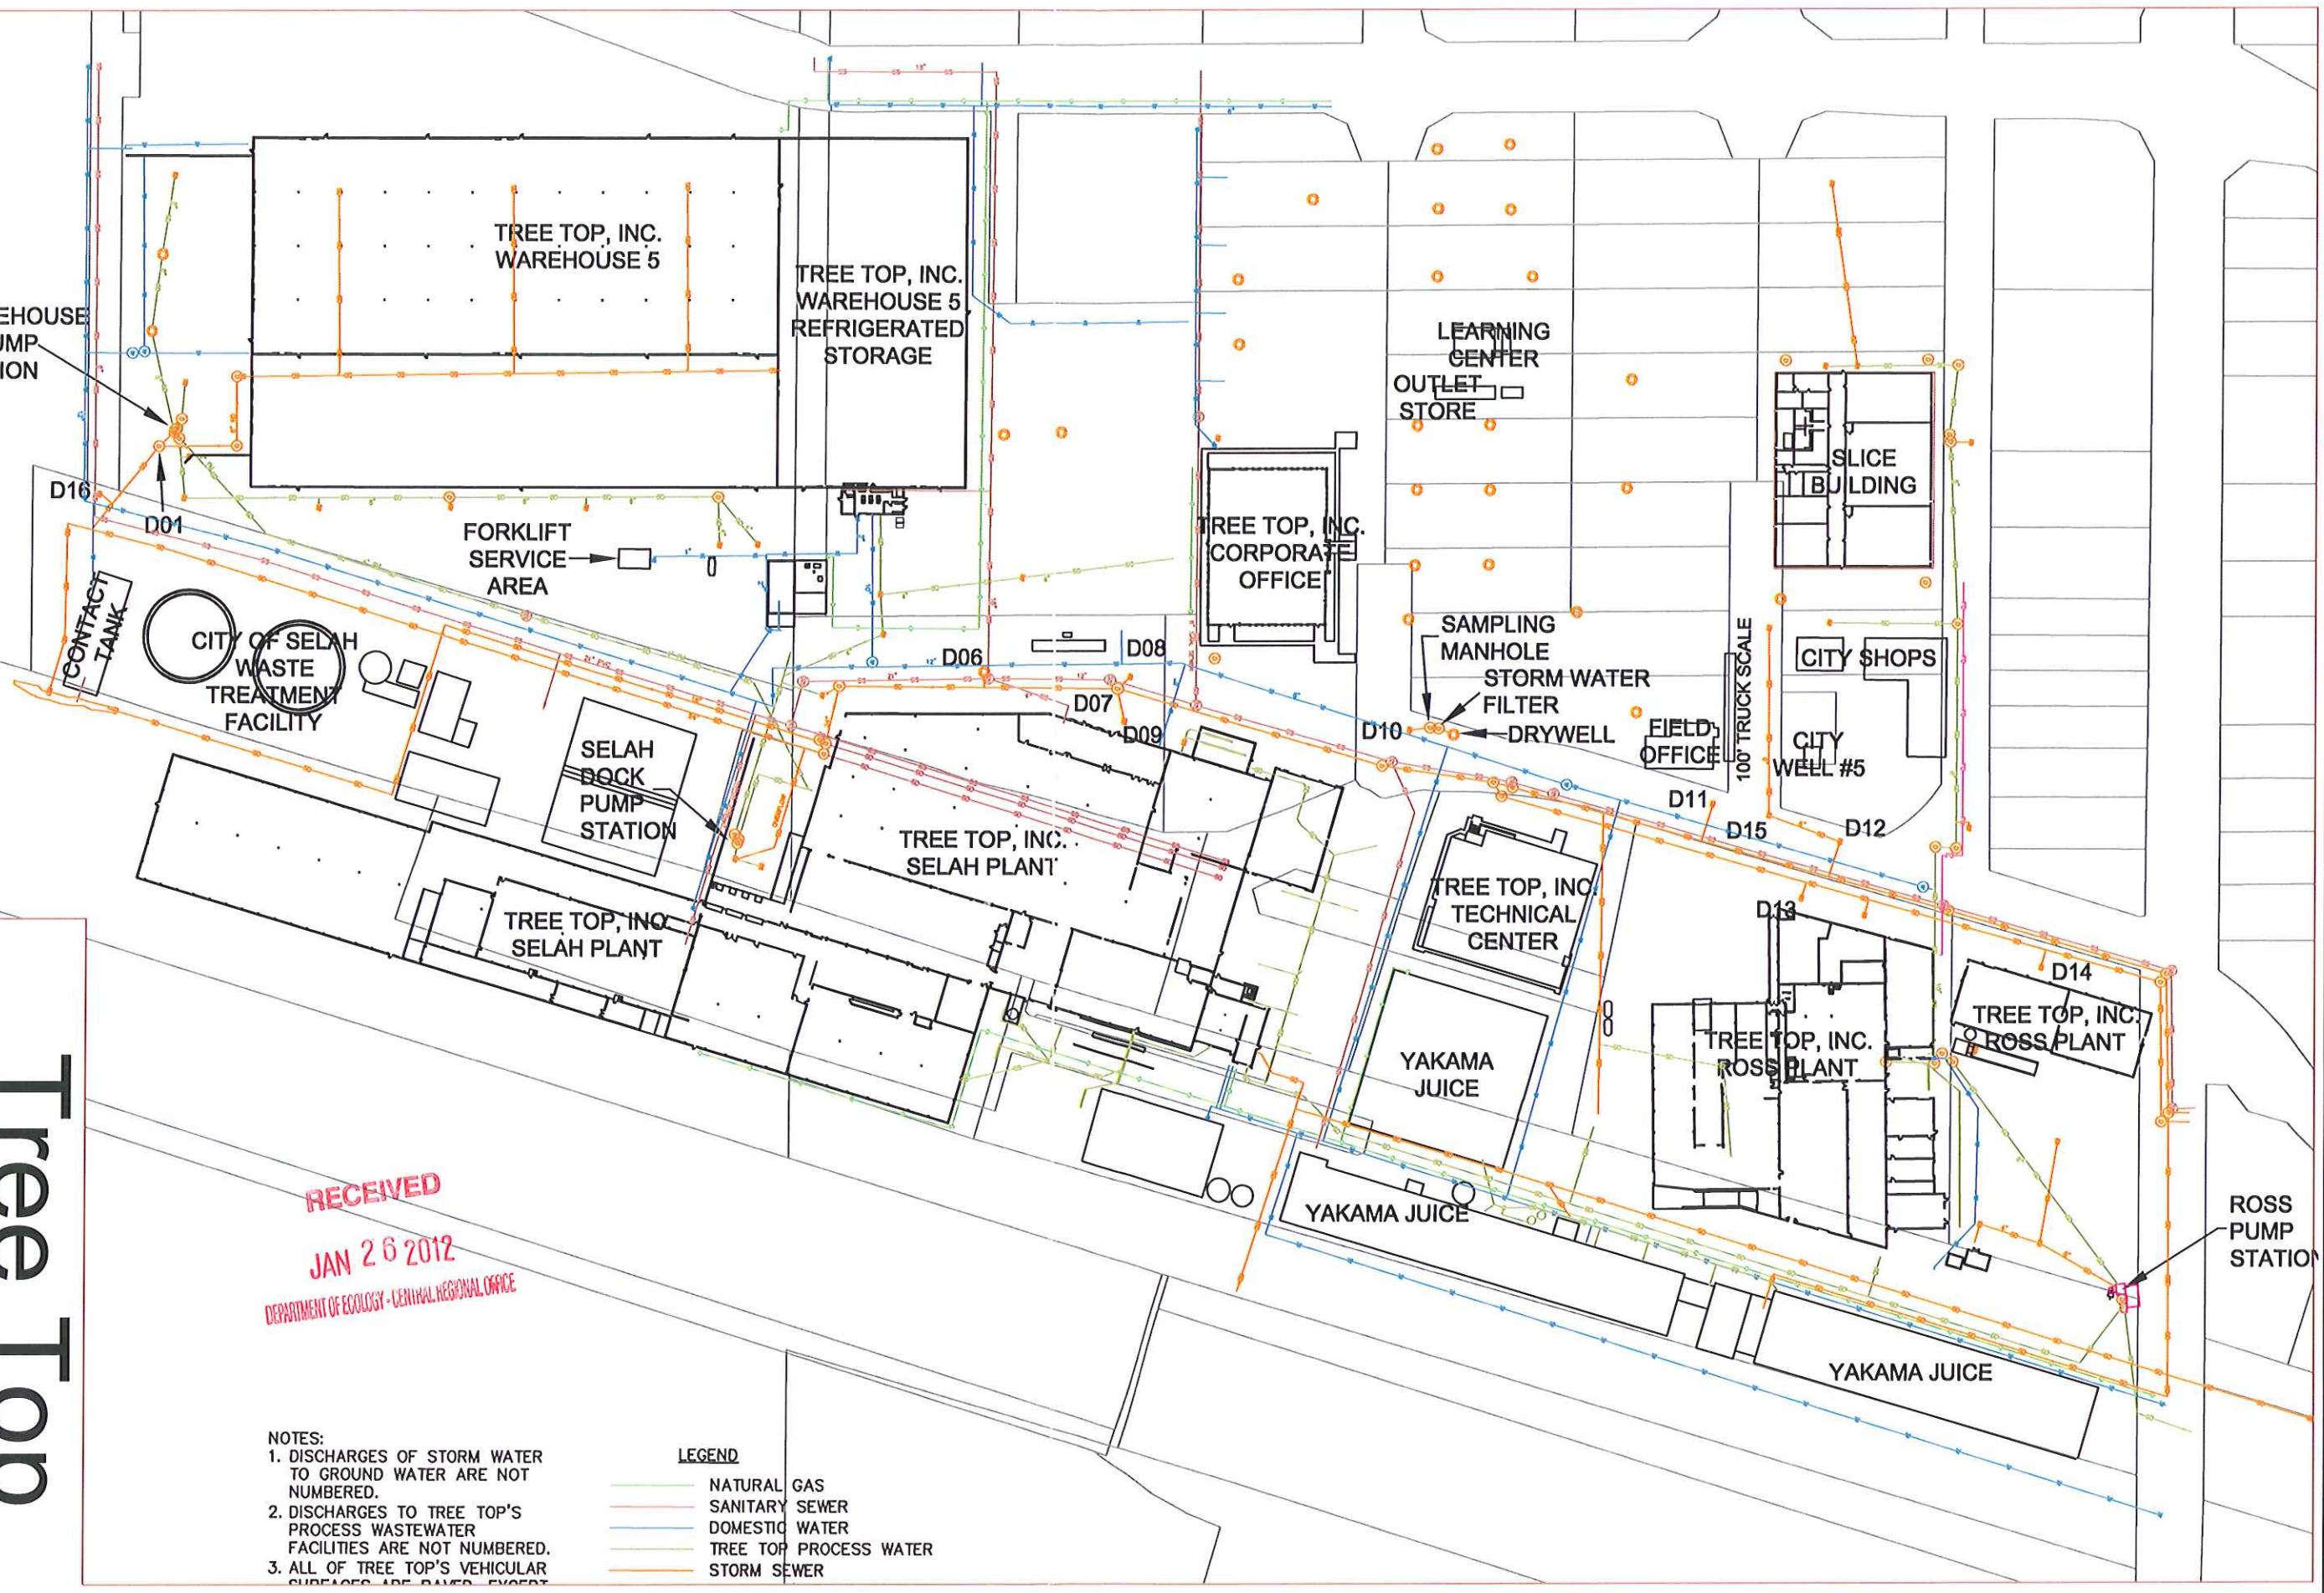 TREE TOP, INC.
WAREHOUSE 5
TREE TOP, INC.
WAREHOUSE 5
REFRIGERATED
STORAGE
EHOUSE
UMP
ION
LEARNING
CENTER
OUTLET
STORE
SLICE
BUILDING
D16
D01
FORKLIFT
SERVICE
AREA
TREE TOP, INC.
CORPORATE
OFFICE
CONTACT
TANK
CITY OF SELAH
WASTE
TREATMENT
FACILITY
D06
D08
D07
D09
SAMPLING
MANHOLE
STORM WATER
FILTER
D10
DRYWELL
FIELD
OFFICE
100' TRUCK SCALE
CITY SHOPS
CITY
WELL #5
SELAH
DOCK
PUMP
STATION
OVERFLOW
D11
D15
D12
TREE TOP, INC.
SELAH PLANT
TREE TOP, INC.
SELAH PLANT
TREE TOP, INC.
TECHNICAL
CENTER
D13
D14
TREE TOP, INC.
ROSS PLANT
TREE TOP, INC.
ROSS PLANT
YAKAMA
JUICE
YAKAMA JUICE
YAKAMA JUICE
ROSS
PUMP
STATION
Tree Top
RECEIVED
JAN 26 2012
DEPARTMENT OF ECOLOGY - CENTRAL REGIONAL OFFICE
NOTES:
1. DISCHARGES OF STORM WATER
TO GROUND WATER ARE NOT
NUMBERED.
2. DISCHARGES TO TREE TOP'S
PROCESS WASTEWATER
FACILITIES ARE NOT NUMBERED.
3. ALL OF TREE TOP'S VEHICULAR
SURFACES ARE PAVED, EXCEPT
LEGEND
NATURAL GAS
SANITARY SEWER
DOMESTIC WATER
TREE TOP PROCESS WATER
STORM SEWER